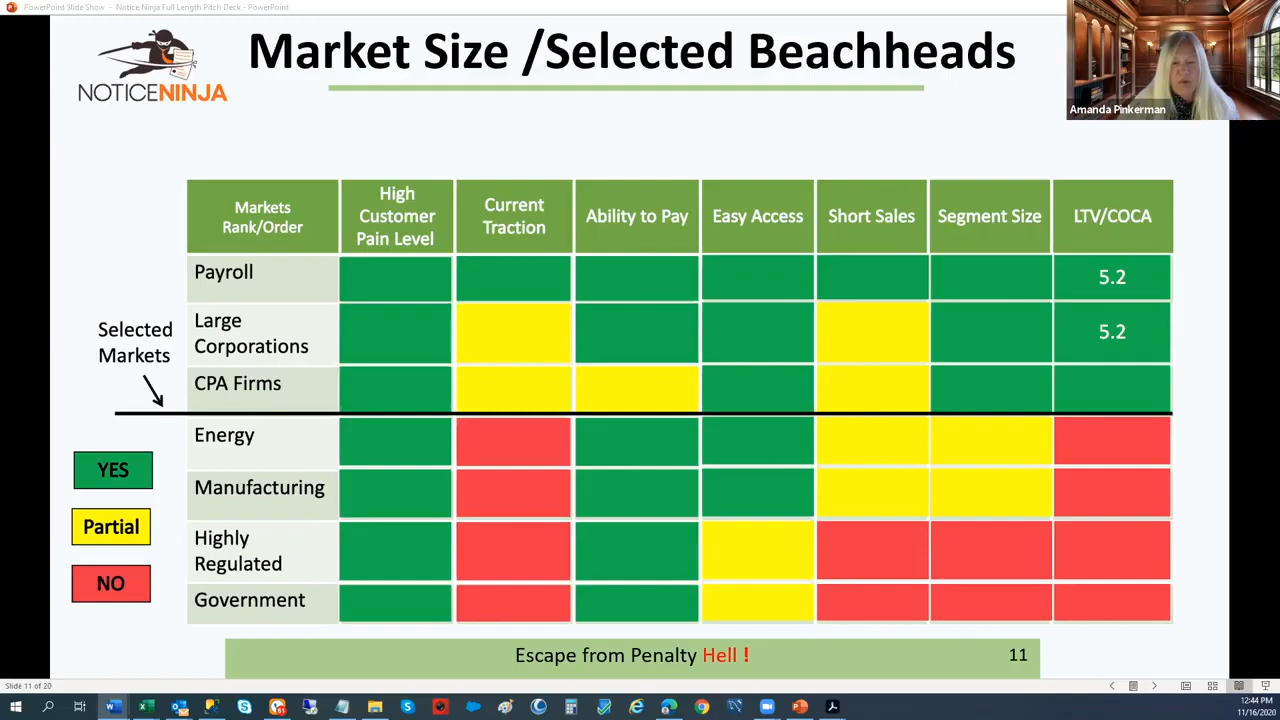 PowerPoint Slide Show - Notice Ninja Full Length Pitch Deck - PowerPoint
NOTICENINJA
Market Size /Selected Beachheads
Amanda Pinkerman
Markets
Rank/Order
High
Customer
Pain Level
Current
Traction
Ability to Pay
Easy Access
Short Sales
Segment Size
LTV/COCA
Payroll
5.2
Large
Corporations
5.2
CPA Firms
Selected
Markets
Energy
Manufacturing
Highly
Regulated
Government
YES
Partial
NO
Escape from Penalty Hell !
11
Slide 11 of 20
12:44 PM
11/16/2020